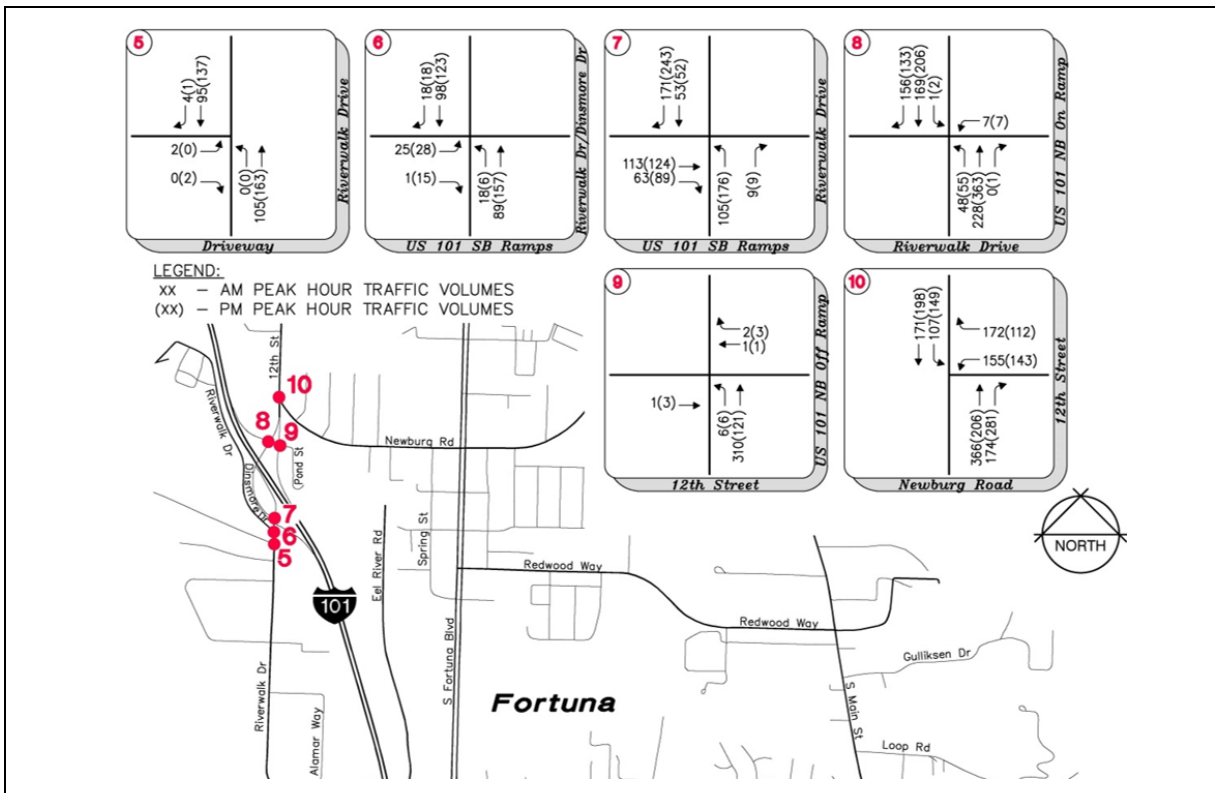 5
4(1)
95(137)
2(0)
0(2)
0(0)
105(163)
Riverwalk Drive
Driveway
6
18(18)
98(123)
25(28)
1(15)
18(6)
89(157)
Riverwalk Dr/Dinsmore Dr
US 101 SB Ramps
7
171(243)
53(52)
113(124)
63(89)
105(176)
9(9)
Riverwalk Drive
US 101 SB Ramps
8
156(133)
169(206)
1(2)
7(7)
48(55)
228(363)
0(1)
US 101 NB On Ramp
Riverwalk Drive
LEGEND:
XX – AM PEAK HOUR TRAFFIC VOLUMES
(XX) – PM PEAK HOUR TRAFFIC VOLUMES
9
2(3)
1(1)
1(3)
6(6)
310(121)
US 101 NB Off Ramp
12th Street
10
171(198)
107(149)
172(112)
155(143)
366(206)
174(281)
12th Street
Newburg Road
12th St
10
8
9
Riverwalk Dr
Newburg Rd
Pond St
Dinsmore Dr
7
6
5
101
Eel River Rd
Spring St
S Fortuna Blvd
Redwood Way
Redwood Way
NORTH
Gulliksen Dr
S Main St
Loop Rd
Riverwalk Dr
Alamar Way
Fortuna